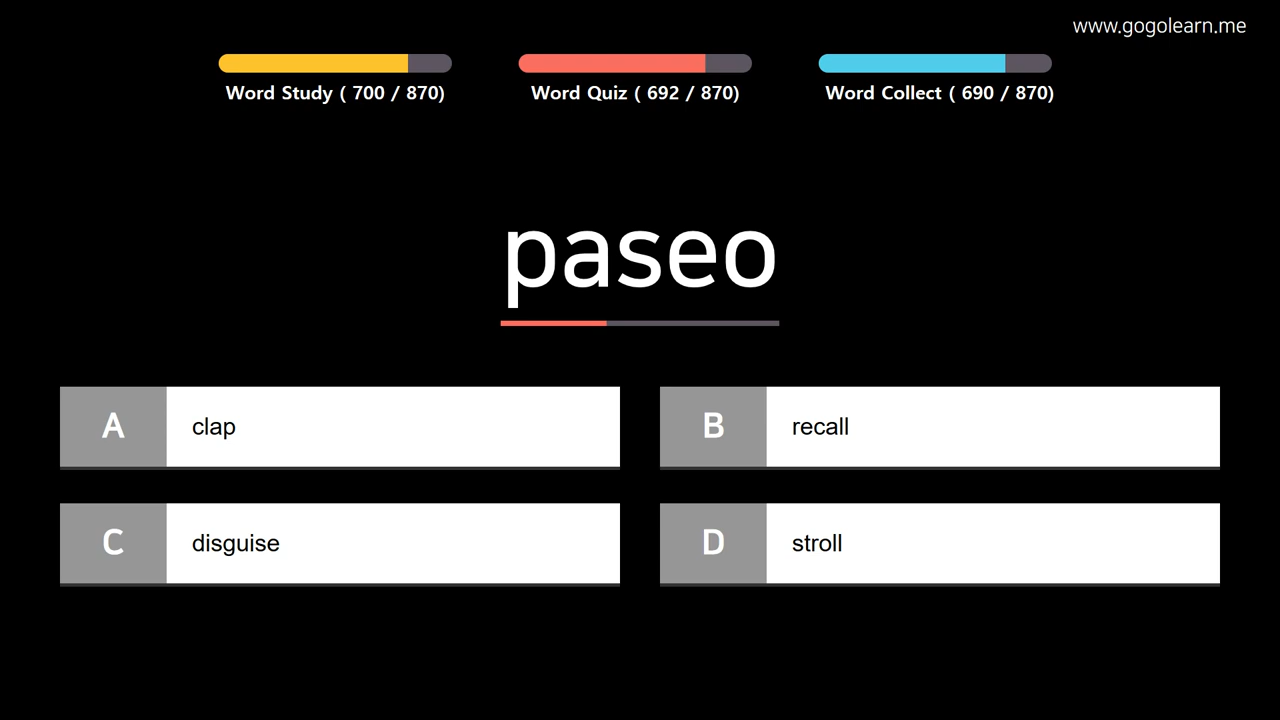 www.gogolearn.me
Word Study ( 700 / 870)
Word Quiz ( 692 / 870)
Word Collect ( 690 / 870)
paseo
A clap
B recall
C disguise
D stroll